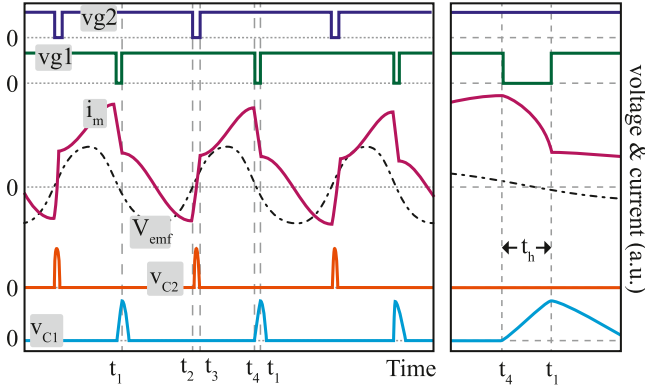 vg2
0
vg1
0
i_m
0
V_emf
v_C2
0
v_C1
0
t_1 t_2 t_3 t_4 t_1 Time
t_h
t_4 t_1
voltage & current (a.u.)